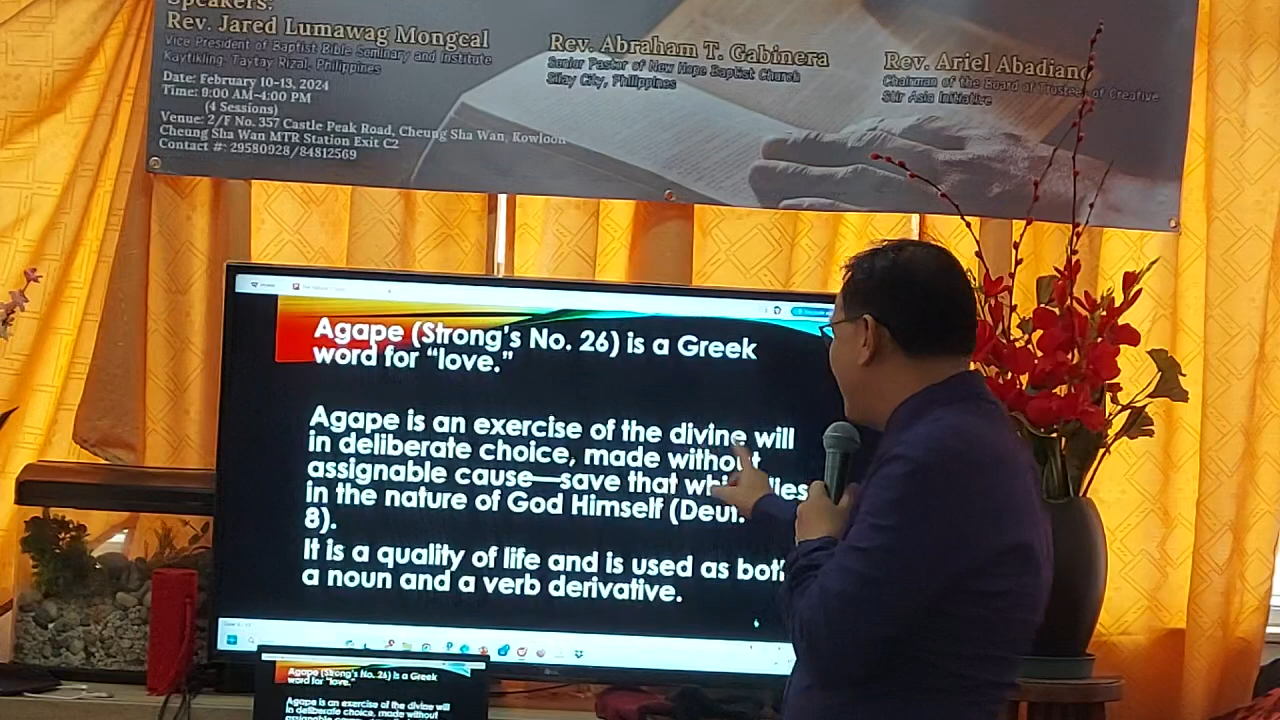 Speakers:
Rev. Jared Lumawag Mongcal
Vice President of Baptist Bible Seminary and Institute
Kaytikling, Taytay Rizal, Philippines
Date: February 10-13, 2024
Time: 9:00 AM-4:00 PM
(4 Sessions)
Venue: 2/F No. 357 Castle Peak Road, Cheung Sha Wan, Kowloon
Cheung Sha Wan MTR Station Exit C2
Contact #: 29580928/84812569
Rev. Abraham T. Gabinera
Senior Pastor of New Hope Baptist Church
Silay City, Philippines
Rev. Ariel Abadiano
Chairman of the Board of Trustees of Creative
Stir Asia Initiative
Agape (Strong's No. 26) is a Greek
word for “love.”
Agape is an exercise of the divine will
in deliberate choice, made without
assignable cause—save that lies
in the nature of God Himself (Deut.
8).
It is a quality of life and is used as both
a noun and a verb derivative.
Agape (Strong's No. 26) is a Greek
word for “love.”
Agape is an exercise of the divine will
in deliberate choice, made without